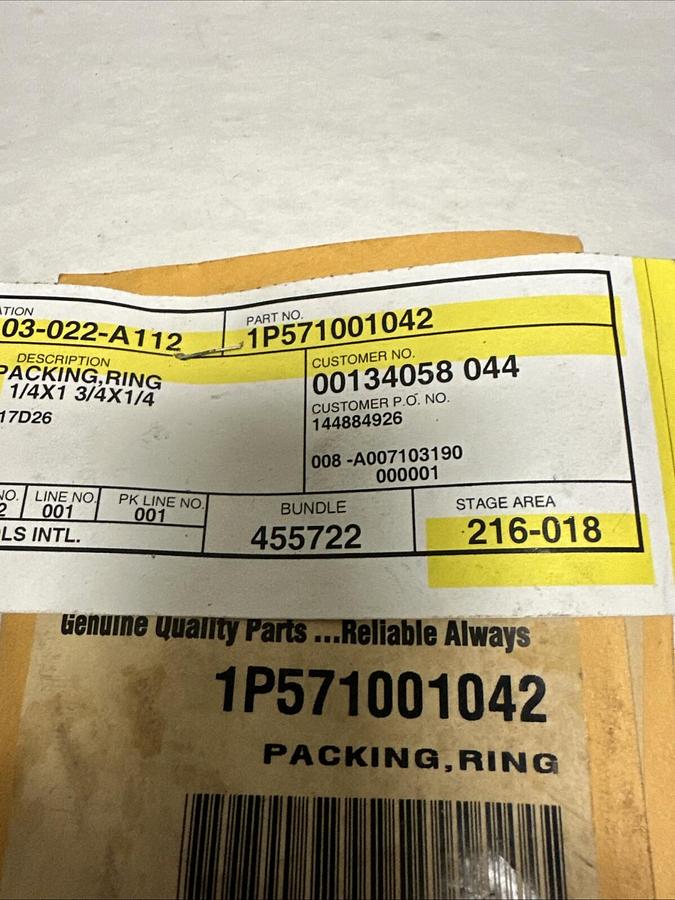 ATION
03-022-A112
PART NO.
1P571001042
DESCRIPTION
PACKING,RING
1/4X1 3/4X1/4
17D26
CUSTOMER NO.
00134058 044
CUSTOMER P.O. NO.
144884926
008 -A007103190
000001
NO.
2
LINE NO.
001
PK LINE NO.
001
LS INTL.
BUNDLE
455722
STAGE AREA
216-018
Genuine Quality Parts ...Reliable Always
1P571001042
PACKING,RING